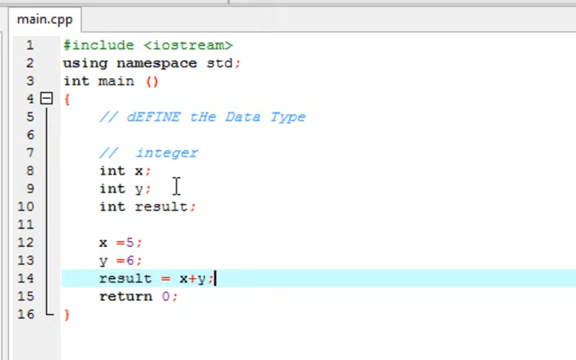 main.cpp
1 #include <iostream>
2 using namespace std;
3 int main ()
4 {
5 // dEFINE tHe Data Type
6
7 // integer
8 int x;
9 int y;
10 int result;
11
12 x =5;
13 y =6;
14 result = x+y;
15 return 0;
16 }